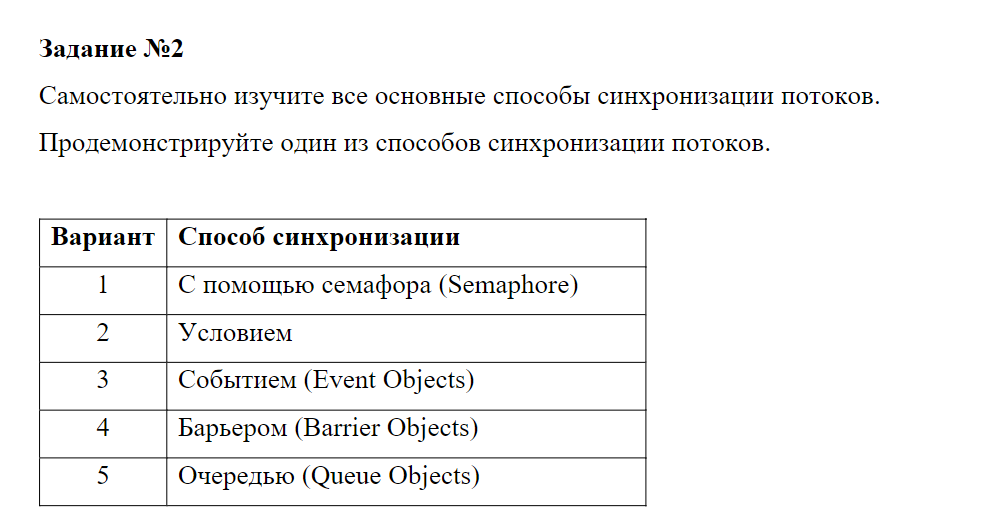 Задание №2
Самостоятельно изучите все основные способы синхронизации потоков.
Продемонстрируйте один из способов синхронизации потоков.
Вариант Способ синхронизации
1 С помощью семафора (Semaphore)
2 Условием
3 Событием (Event Objects)
4 Барьером (Barrier Objects)
5 Очередью (Queue Objects)